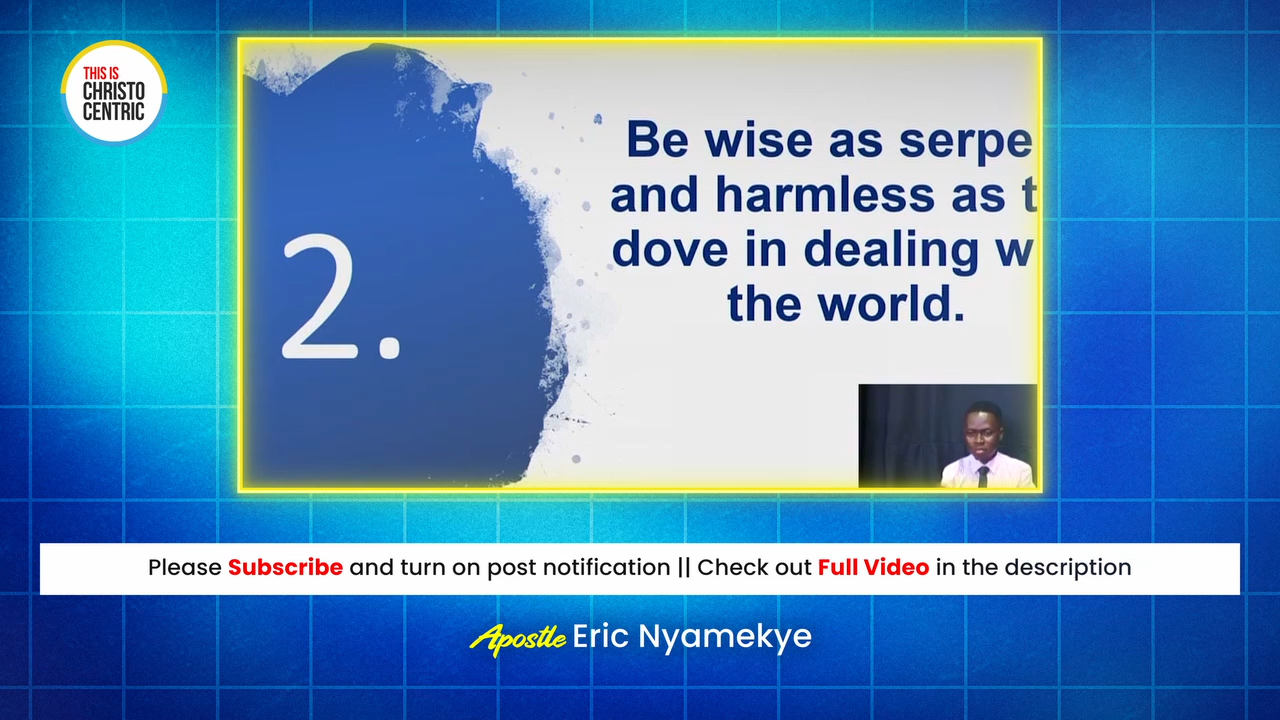 THIS IS
CHRISTO
CENTRIC
2.
Be wise as serpe
and harmless as t
dove in dealing w
the world.
Please Subscribe and turn on post notification || Check out Full Video in the description
Apostle Eric Nyamekye